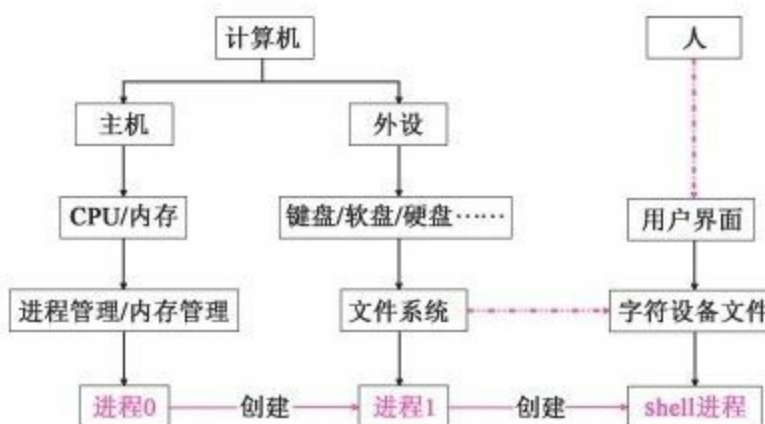 计算机
人
主机
外设
CPU/内存
键盘/软盘/硬盘……
用户界面
进程管理/内存管理
文件系统
字符设备文件
进程0
创建
进程1
创建
shell进程